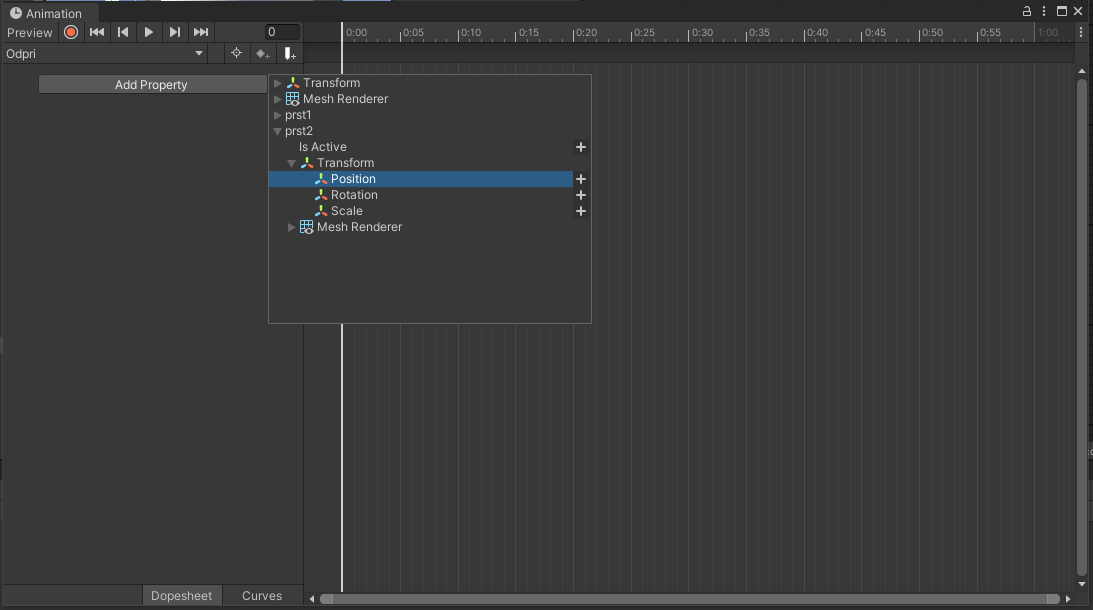 Animation
Preview
0
0:00 0:05 0:10 0:15 0:20 0:25 0:30 0:35 0:40 0:45 0:50 0:55 1:00
Odpri
Add Property
Transform
Mesh Renderer
prst1
prst2
Is Active
Transform
Position
Rotation
Scale
Mesh Renderer
Dopesheet Curves